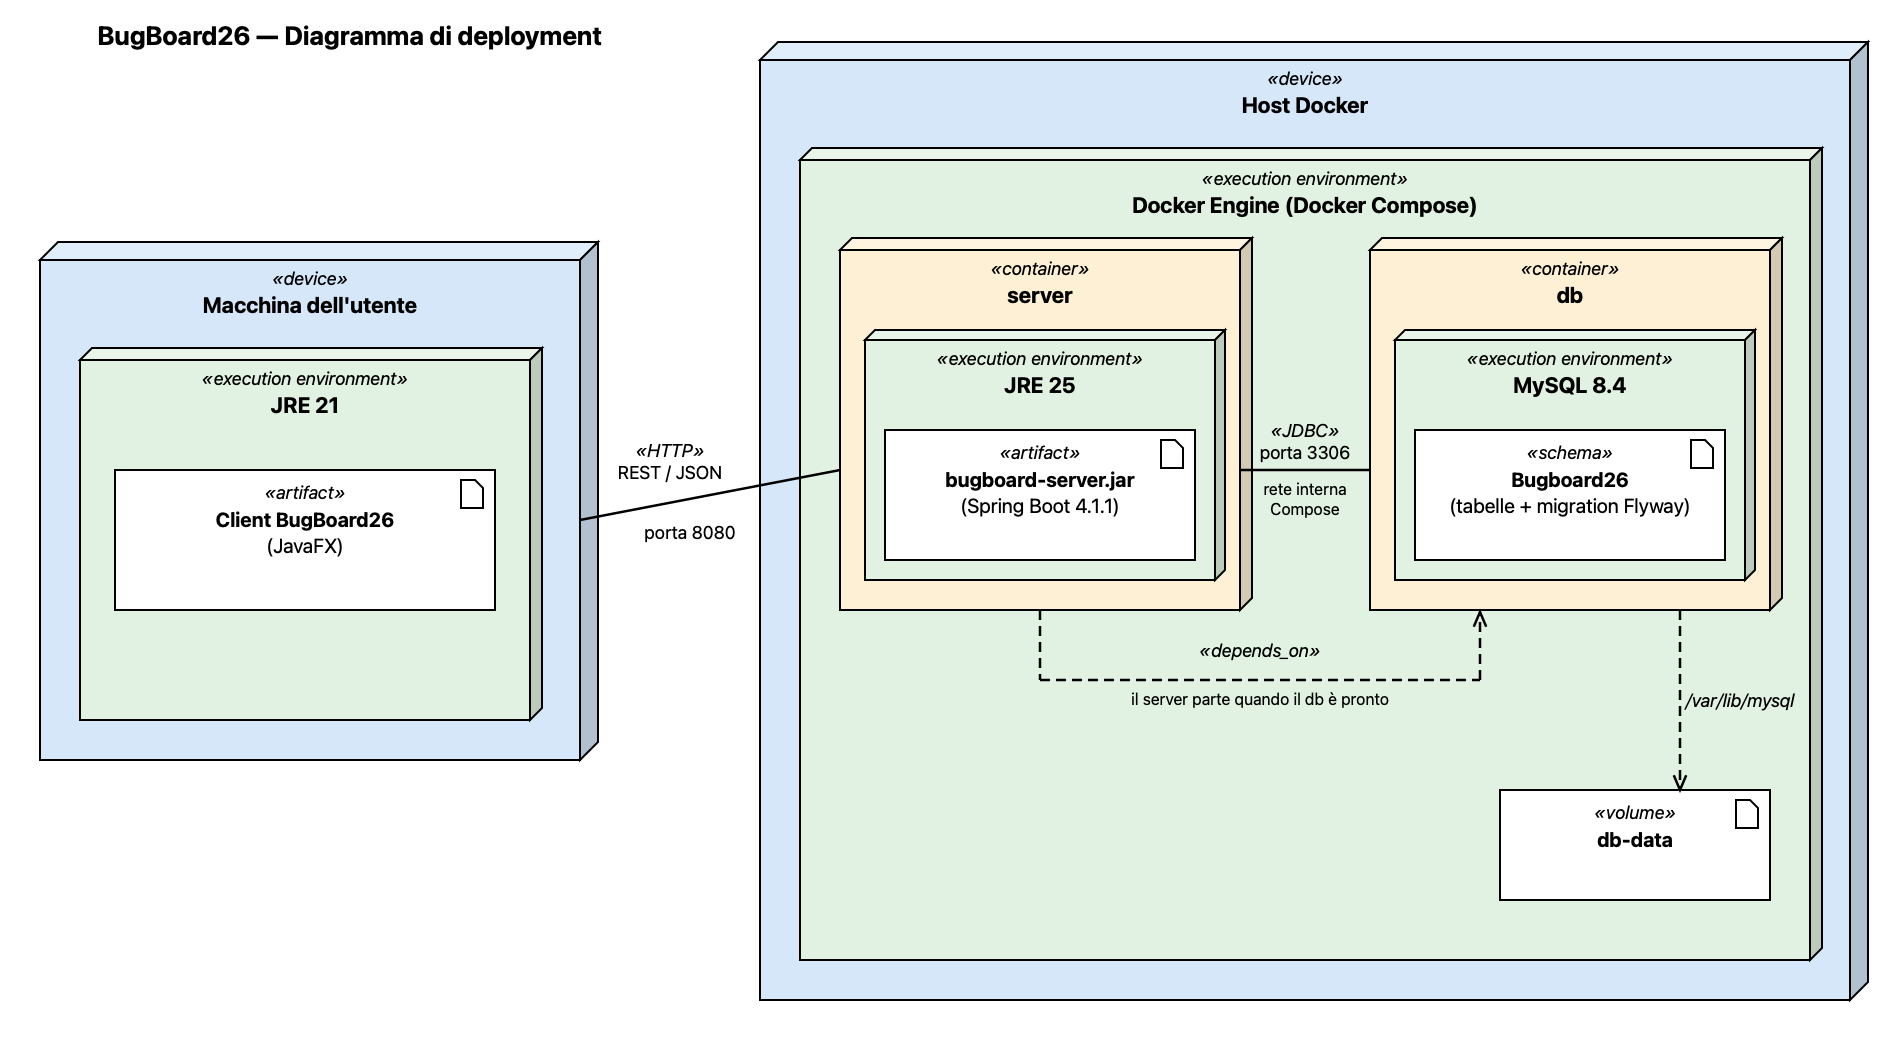 BugBoard26 — Diagramma di deployment
«device»
Host Docker
«execution environment»
Docker Engine (Docker Compose)
«device»
Macchina dell'utente
«execution environment»
JRE 21
«artifact»
Client BugBoard26
(JavaFX)
«HTTP»
REST / JSON
porta 8080
«container»
server
«execution environment»
JRE 25
«artifact»
bugboard-server.jar
(Spring Boot 4.1.1)
«JDBC»
porta 3306
rete interna
Compose
«container»
db
«execution environment»
MySQL 8.4
«schema»
Bugboard26
(tabelle + migration Flyway)
«depends_on»
il server parte quando il db è pronto
/var/lib/mysql
«volume»
db-data